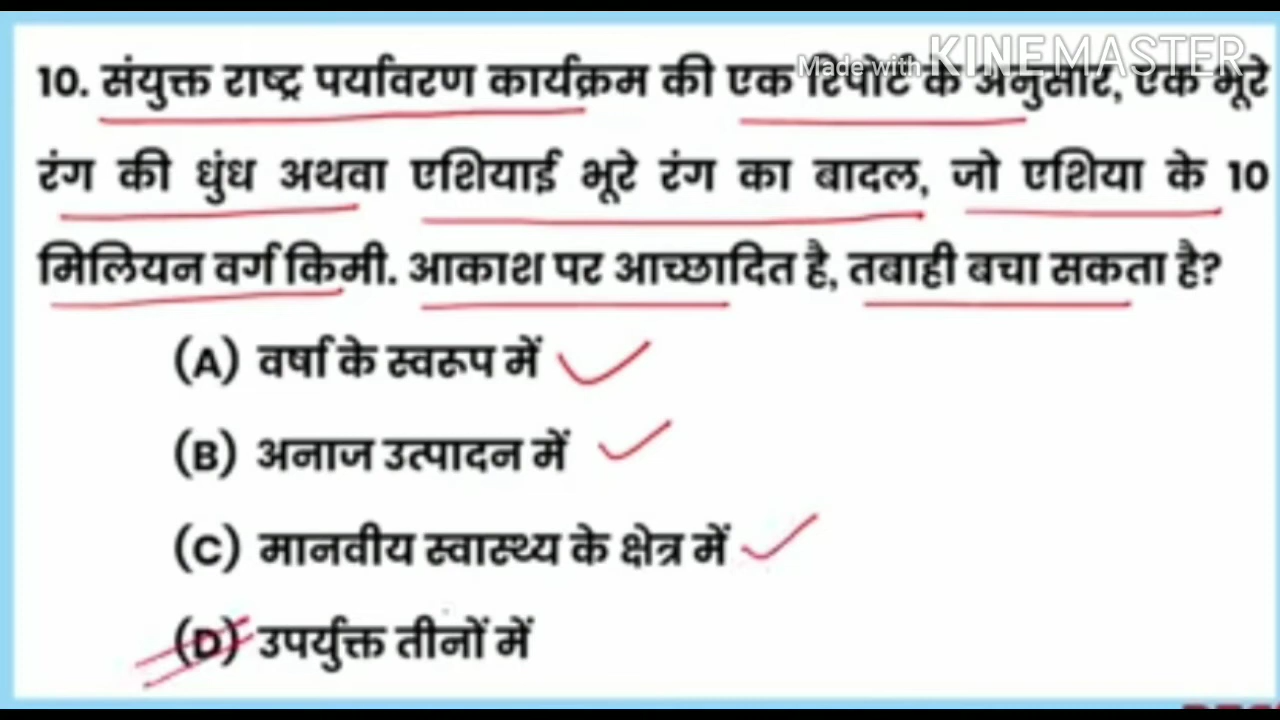 Made with KINEMASTER
10. संयुक्त राष्ट्र पर्यावरण कार्यक्रम की एक रिपोर्ट के अनुसार, एक भूरे
रंग की धुंध अथवा एशियाई भूरे रंग का बादल, जो एशिया के 10
मिलियन वर्ग किमी. आकाश पर आच्छादित है, तबाही बचा सकता है?
(A) वर्षा के स्वरूप में
(B) अनाज उत्पादन में
(C) मानवीय स्वास्थ्य के क्षेत्र में
(D) उपर्युक्त तीनों में